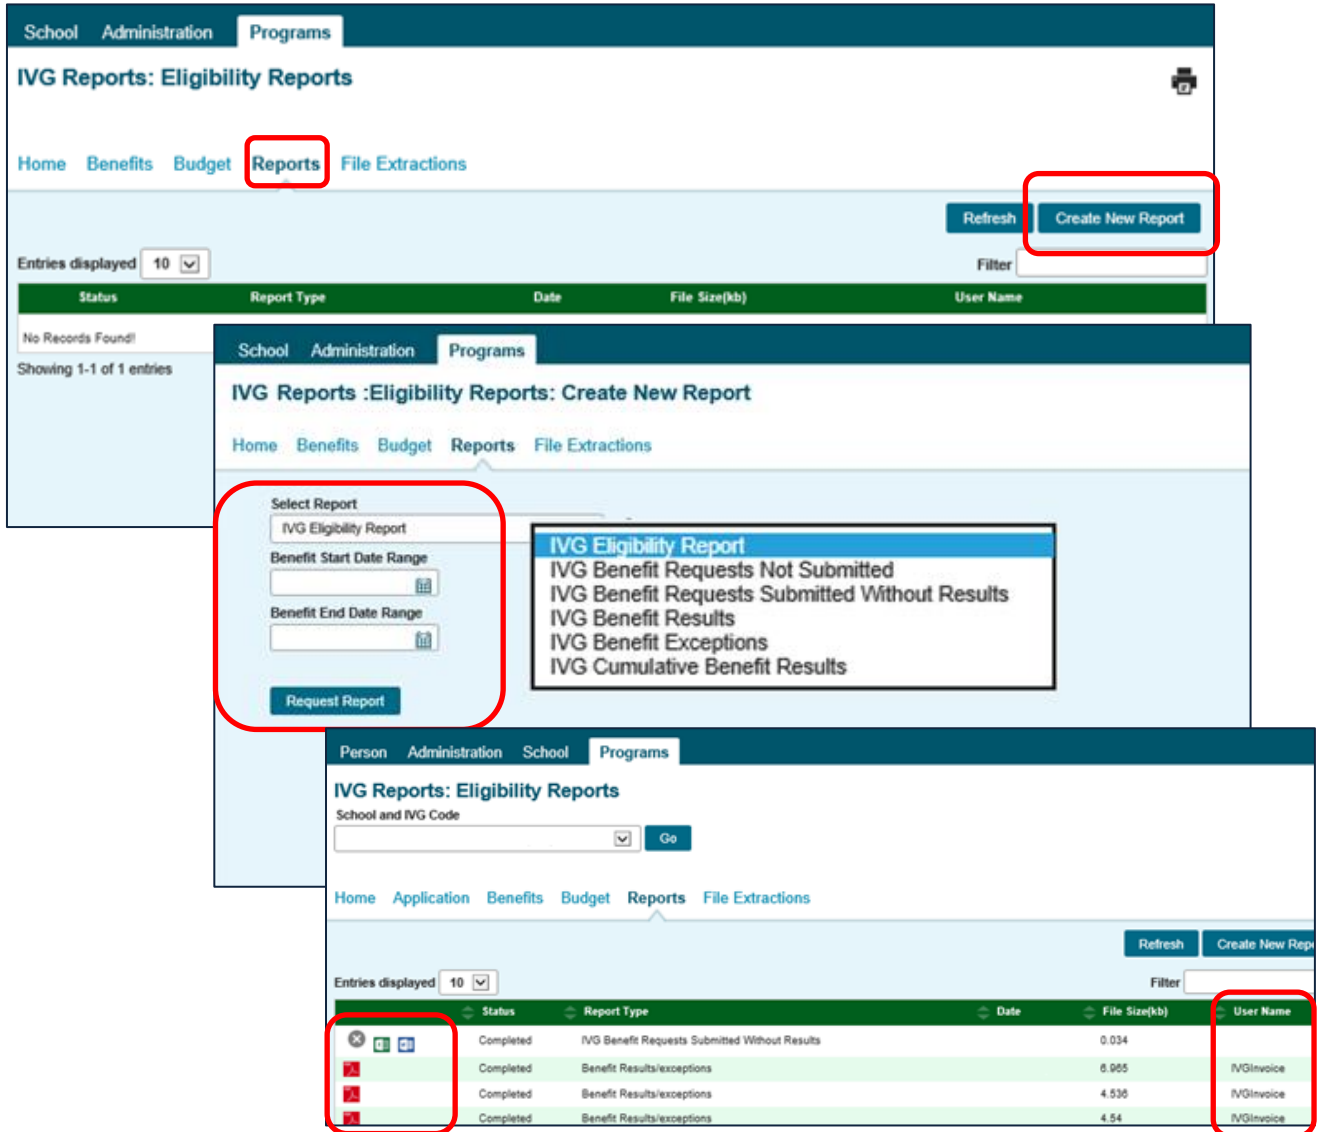 School Administration Programs
IVG Reports: Eligibility Reports
Home Benefits Budget Reports File Extractions
Refresh Create New Report
Entries displayed 10 Filter
Status Report Type Date File Size(kb) User Name
No Records Found!
Showing 1-1 of 1 entries
School Administration Programs
IVG Reports :Eligibility Reports: Create New Report
Home Benefits Budget Reports File Extractions
Select Report
IVG Eligibility Report
Benefit Start Date Range
Benefit End Date Range
Request Report
IVG Eligibility Report
IVG Benefit Requests Not Submitted
IVG Benefit Requests Submitted Without Results
IVG Benefit Results
IVG Benefit Exceptions
IVG Cumulative Benefit Results
Person Administration School Programs
IVG Reports: Eligibility Reports
School and IVG Code
Go
Home Application Benefits Budget Reports File Extractions
Refresh Create New Rep
Entries displayed 10 Filter
Status Report Type Date File Size(kb) User Name
Completed IVG Benefit Requests Submitted Without Results 0.034
Completed Benefit Results/exceptions 6.965 IVGInvoice
Completed Benefit Results/exceptions 4.536 IVGInvoice
Completed Benefit Results/exceptions 4.54 IVGInvoice